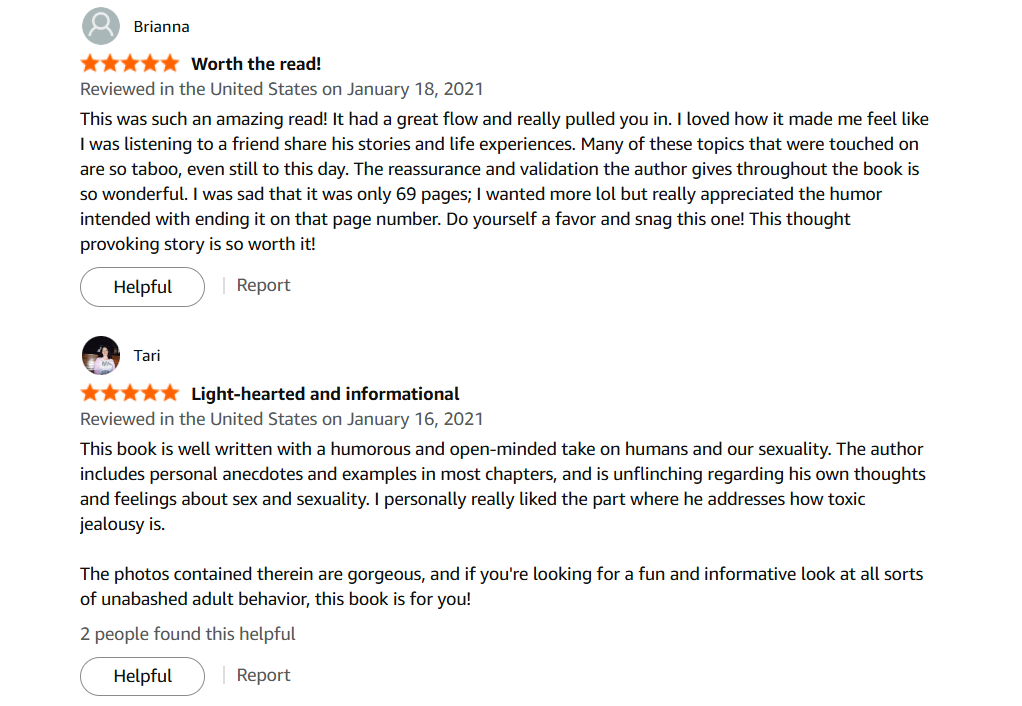 Brianna
Worth the read!
Reviewed in the United States on January 18, 2021
This was such an amazing read! It had a great flow and really pulled you in. I loved how it made me feel like
I was listening to a friend share his stories and life experiences. Many of these topics that were touched on
are so taboo, even still to this day. The reassurance and validation the author gives throughout the book is
so wonderful. I was sad that it was only 69 pages; I wanted more lol but really appreciated the humor
intended with ending it on that page number. Do yourself a favor and snag this one! This thought
provoking story is so worth it!
Helpful | Report
Tari
Light-hearted and informational
Reviewed in the United States on January 16, 2021
This book is well written with a humorous and open-minded take on humans and our sexuality. The author
includes personal anecdotes and examples in most chapters, and is unflinching regarding his own thoughts
and feelings about sex and sexuality. I personally really liked the part where he addresses how toxic
jealousy is.
The photos contained therein are gorgeous, and if you're looking for a fun and informative look at all sorts
of unabashed adult behavior, this book is for you!
2 people found this helpful
Helpful | Report